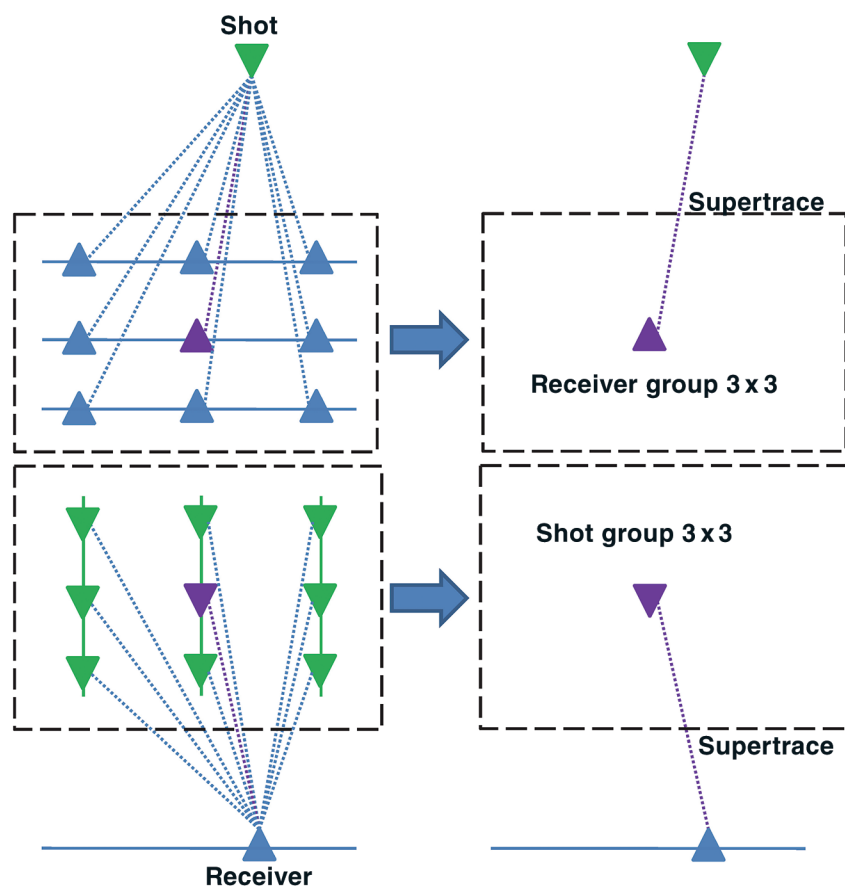 Shot
Supertrace
Receiver group 3 x 3
Shot group 3 x 3
Supertrace
Receiver